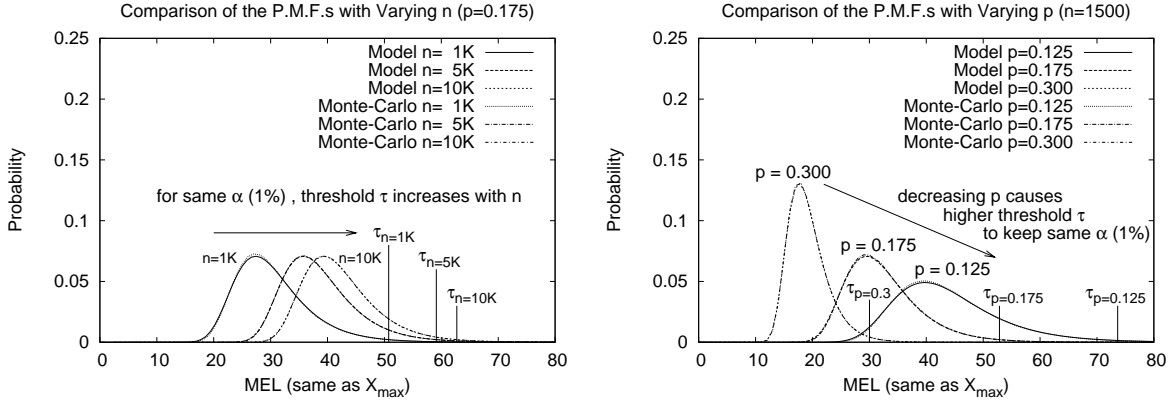 Comparison of the P.M.F.s with Varying n (p=0.175)
0.25
0.2
0.15
0.1
0.05
0
Probability
Model n= 1K
Model n= 5K
Model n=10K
Monte-Carlo n= 1K
Monte-Carlo n= 5K
Monte-Carlo n=10K
for same α (1%) , threshold τ increases with n
n=1K
n=10K
τn=1K
τn=5K
τn=10K
0 10 20 30 40 50 60 70 80
MEL (same as Xmax)
Comparison of the P.M.F.s with Varying p (n=1500)
0.25
0.2
0.15
0.1
0.05
0
Probability
Model p=0.125
Model p=0.175
Model p=0.300
Monte-Carlo p=0.125
Monte-Carlo p=0.175
Monte-Carlo p=0.300
p = 0.300
decreasing p causes
higher threshold τ
to keep same α (1%)
p = 0.175
p = 0.125
τp=0.3
τp=0.175
τp=0.125
0 10 20 30 40 50 60 70 80
MEL (same as Xmax)